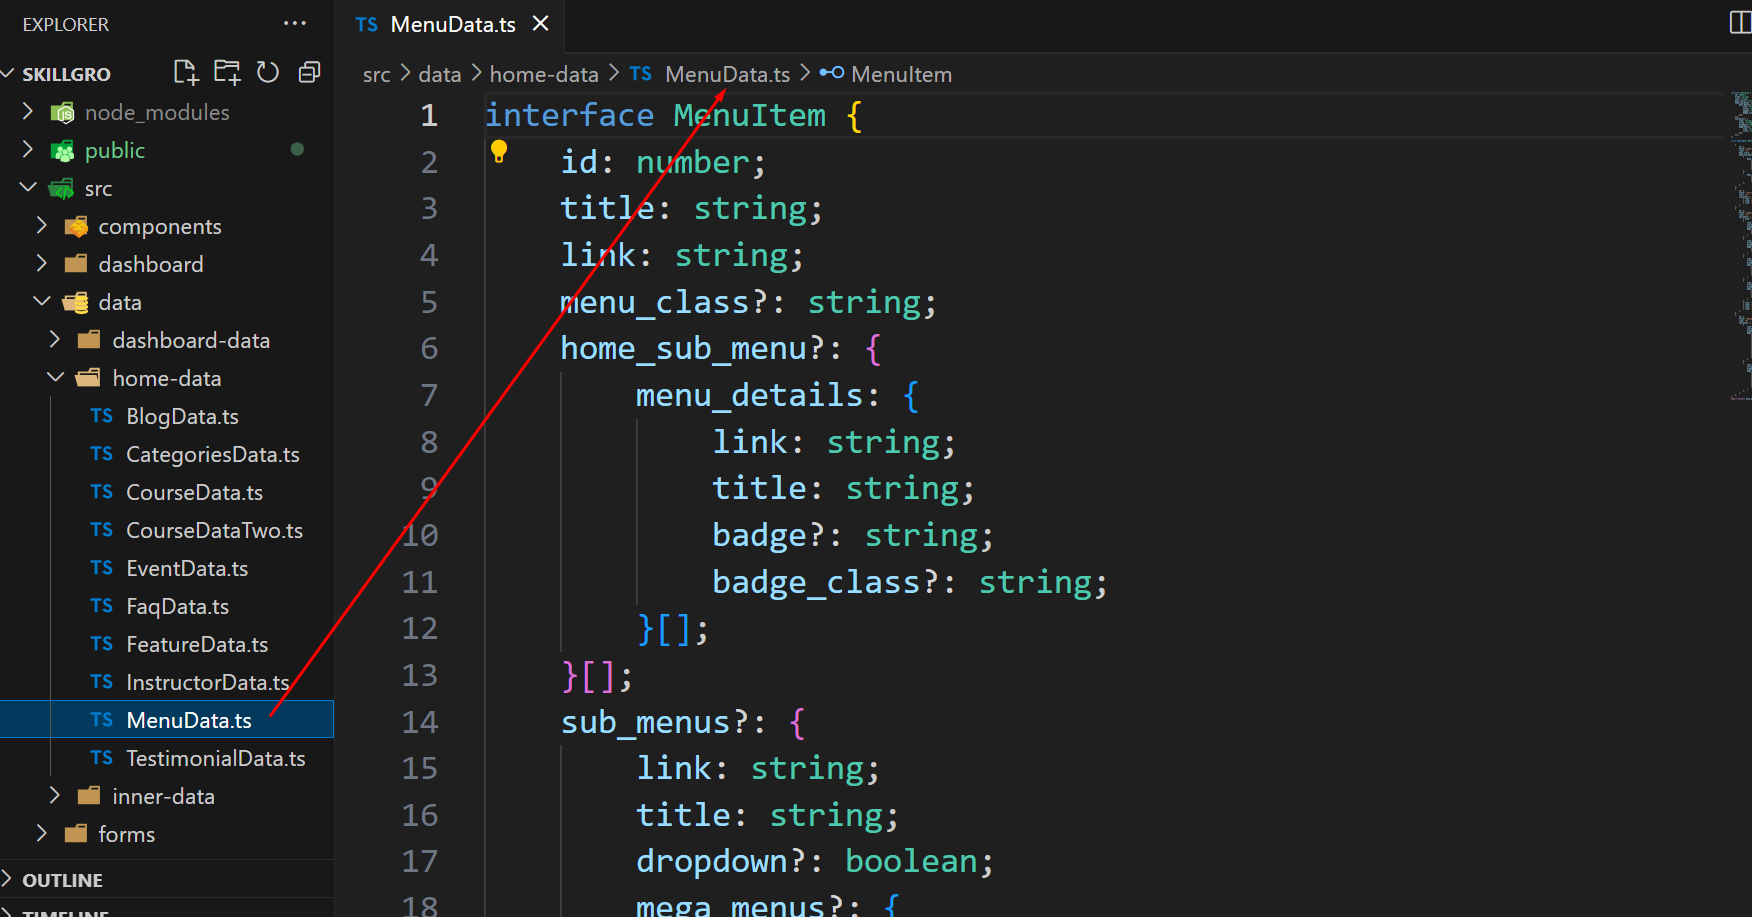 EXPLORER
SKILLGRO
node_modules
public
src
components
dashboard
data
dashboard-data
home-data
TS BlogData.ts
TS CategoriesData.ts
TS CourseData.ts
TS CourseDataTwo.ts
TS EventData.ts
TS FaqData.ts
TS FeatureData.ts
TS InstructorData.ts
TS MenuData.ts
TS TestimonialData.ts
inner-data
forms
OUTLINE
TIMELINE
TS MenuData.ts
src > data > home-data > TS MenuData.ts > MenuItem
1 interface MenuItem {
2 id: number;
3 title: string;
4 link: string;
5 menu_class?: string;
6 home_sub_menu?: {
7 menu_details: {
8 link: string;
9 title: string;
10 badge?: string;
11 badge_class?: string;
12 }[];
13 }[];
14 sub_menus?: {
15 link: string;
16 title: string;
17 dropdown?: boolean;
18 mega_menus?: {